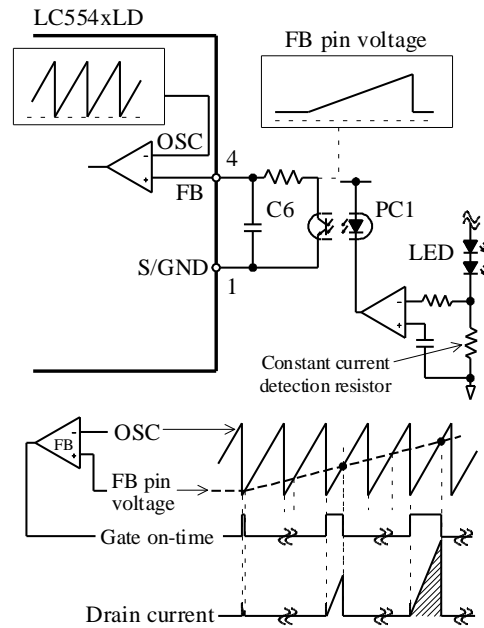 LC554xLD
FB pin voltage
OSC
4
FB
C6
PC1
LED
S/GND
1
Constant current
detection resistor
FB
OSC
FB pin
voltage
Gate on-time
Drain current